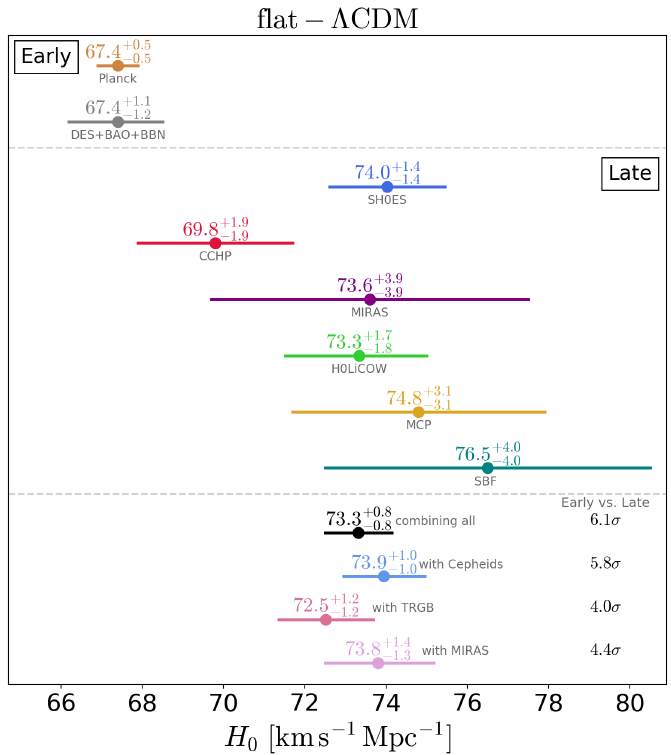 flat − ΛCDM
Early
67.4 +0.5 −0.5
Planck
67.4 +1.1 −1.2
DES+BAO+BBN
Late
74.0 +1.4 −1.4
SH0ES
69.8 +1.9 −1.9
CCHP
73.6 +3.9 −3.9
MIRAS
73.3 +1.7 −1.8
H0LiCOW
74.8 +3.1 −3.1
MCP
76.5 +4.0 −4.0
SBF
Early vs. Late
73.3 +0.8 −0.8 combining all 6.1σ
73.9 +1.0 −1.0 with Cepheids 5.8σ
72.5 +1.2 −1.2 with TRGB 4.0σ
73.8 +1.4 −1.3 with MIRAS 4.4σ
66 68 70 72 74 76 78 80
H₀ [km s⁻¹ Mpc⁻¹]